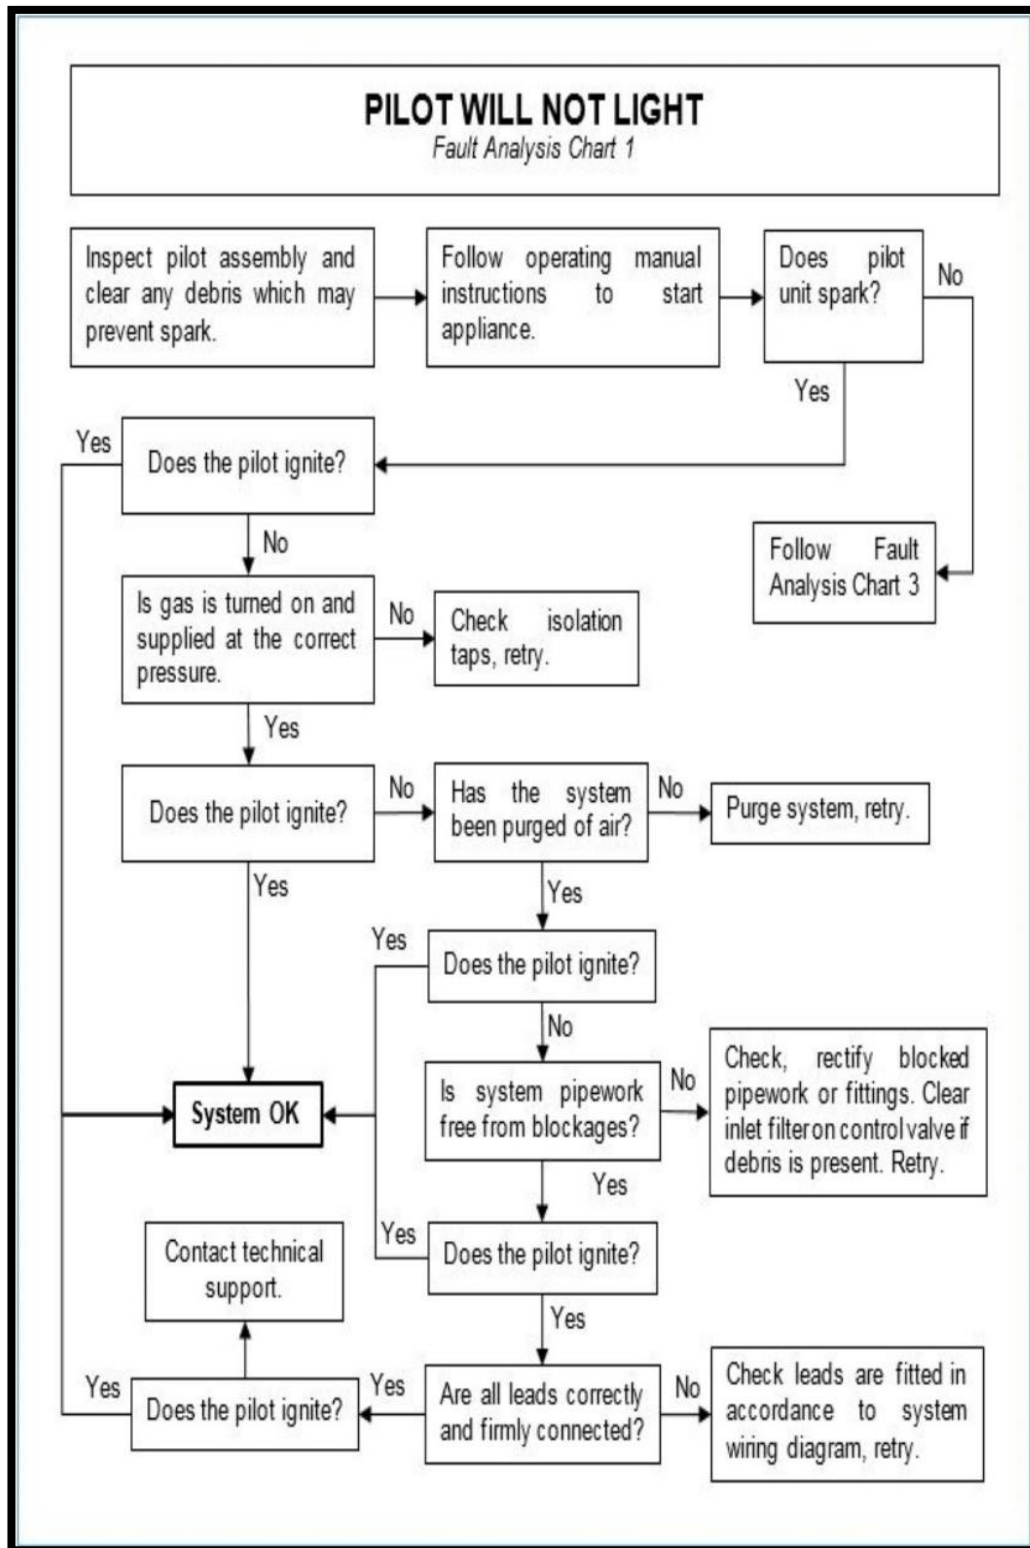 PILOT WILL NOT LIGHT
Fault Analysis Chart 1
Inspect pilot assembly and
clear any debris which may
prevent spark.
Follow operating manual
instructions to start
appliance.
Does pilot
unit spark?
No
Yes
Yes
Does the pilot ignite?
No
Follow Fault
Analysis Chart 3
Is gas is turned on and
supplied at the correct
pressure.
No
Check isolation
taps, retry.
Yes
Does the pilot ignite?
No
Has the system
been purged of air?
No
Purge system, retry.
Yes
Yes
Yes
Does the pilot ignite?
No
System OK
Is system pipework
free from blockages?
No
Check, rectify blocked
pipework or fittings. Clear
inlet filter on control valve if
debris is present. Retry.
Yes
Yes
Does the pilot ignite?
Contact technical
support.
Yes
Yes
Does the pilot ignite?
Yes
Are all leads correctly
and firmly connected?
No
Check leads are fitted in
accordance to system
wiring diagram, retry.